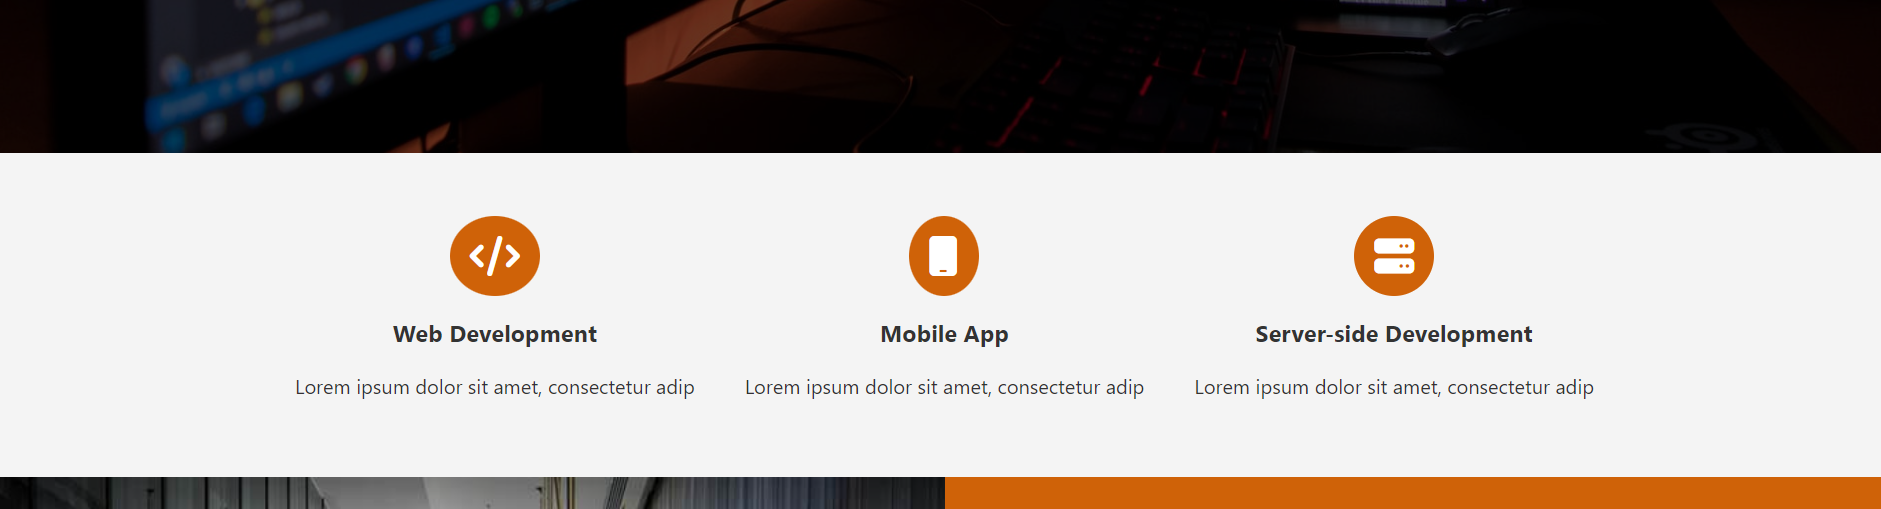 Web Development
Mobile App
Server-side Development
Lorem ipsum dolor sit amet, consectetur adip
Lorem ipsum dolor sit amet, consectetur adip
Lorem ipsum dolor sit amet, consectetur adip